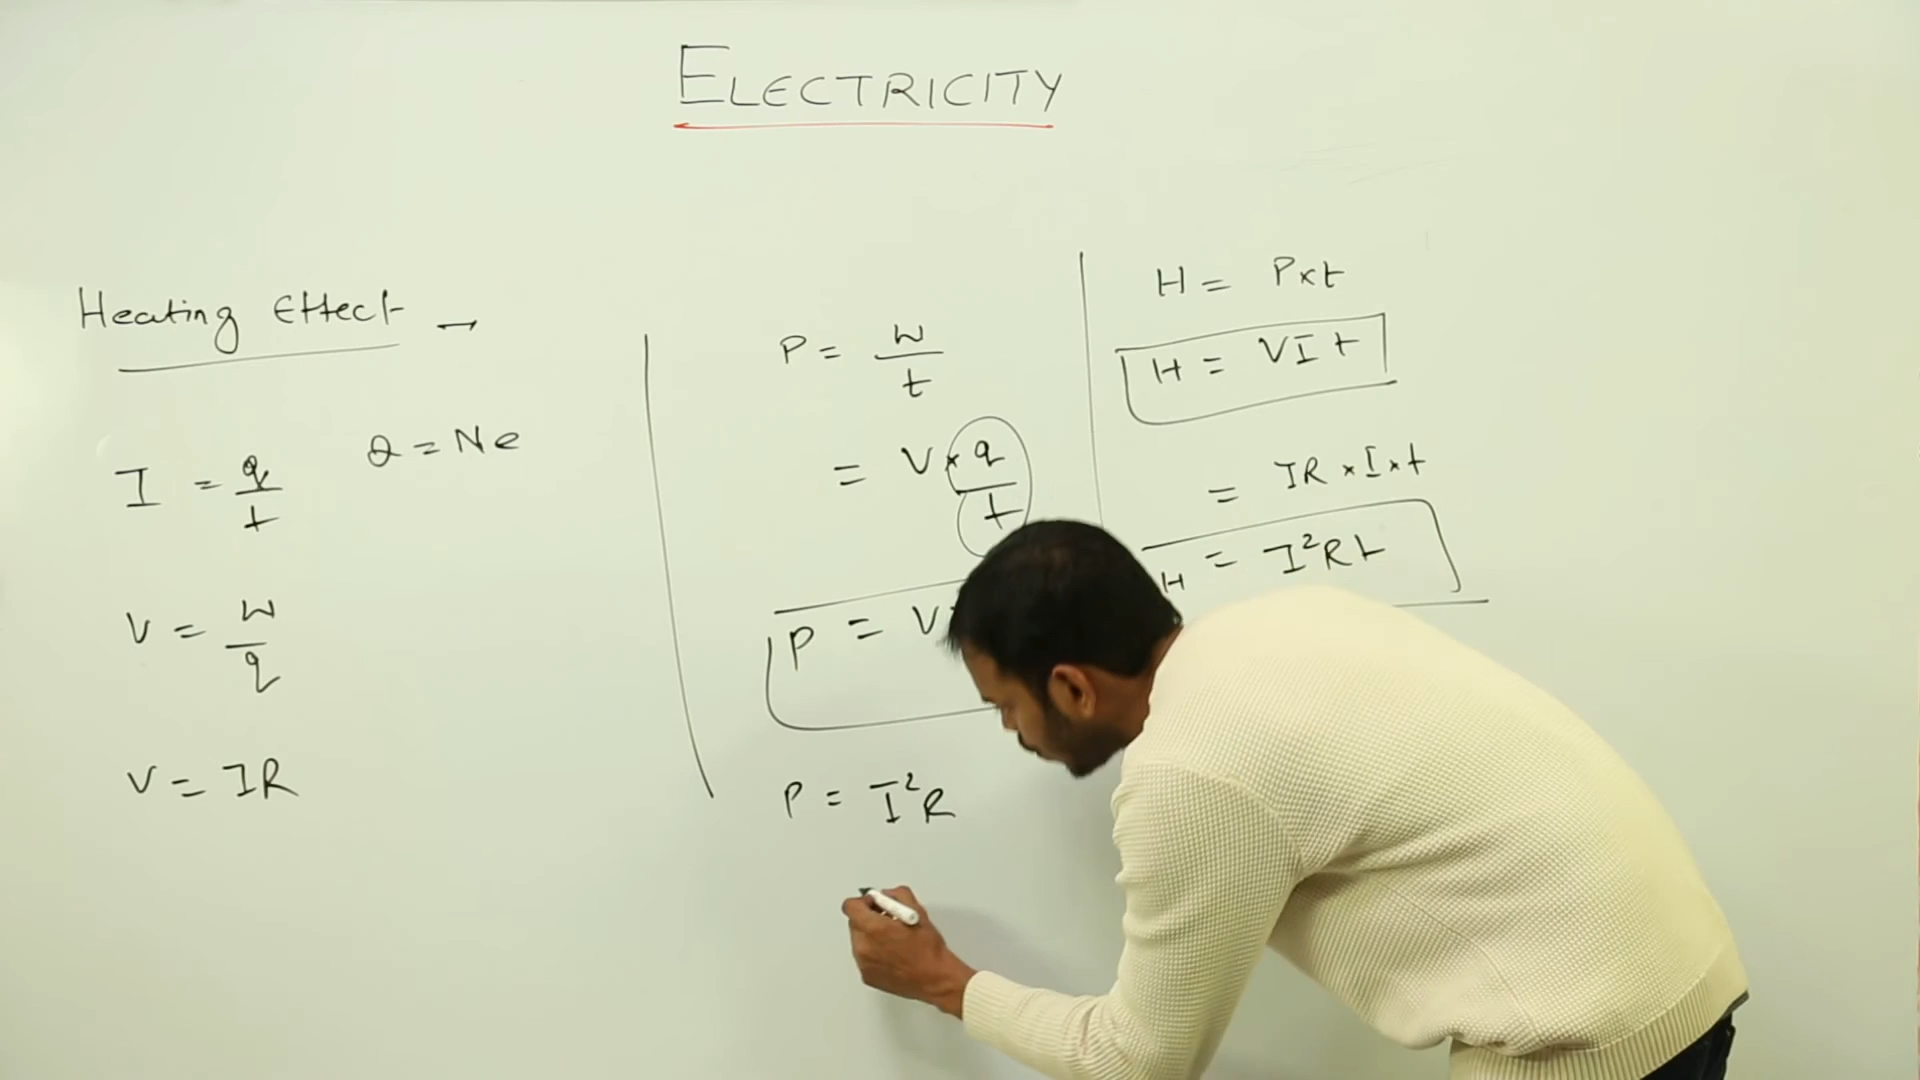 ELECTRICITY
Heating Effect →
I = q/t
Q = Ne
V = W/q
V = IR
P = W/t
= V × q/t
P = V
P = I²R
H = P×t
H = VIt
= IR × I × t
H = I²Rt